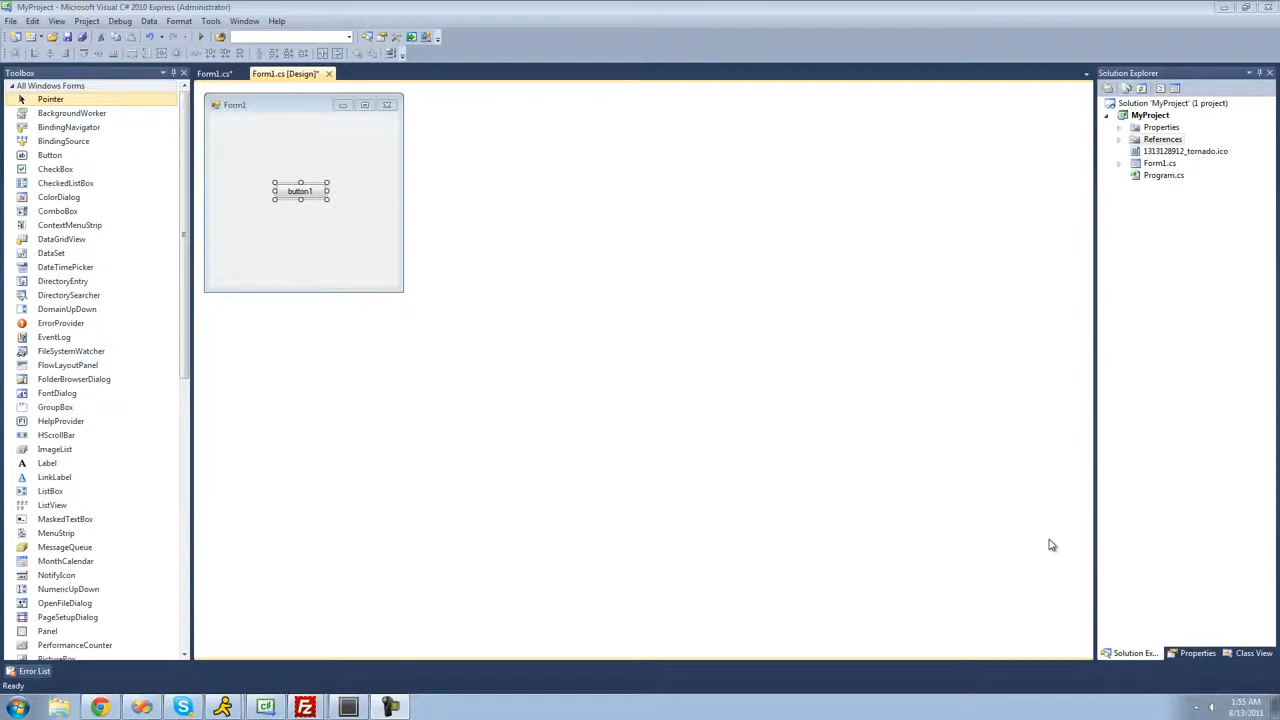 MyProject - Microsoft Visual C# 2010 Express (Administrator)
File Edit View Project Debug Data Format Tools Window Help
Toolbox
Form1.cs*
Form1.cs [Design]*
Solution Explorer
All Windows Forms
Pointer
BackgroundWorker
BindingNavigator
BindingSource
Button
CheckBox
CheckedListBox
ColorDialog
ComboBox
ContextMenuStrip
DataGridView
DataSet
DateTimePicker
DirectoryEntry
DirectorySearcher
DomainUpDown
ErrorProvider
EventLog
FileSystemWatcher
FlowLayoutPanel
FolderBrowserDialog
FontDialog
GroupBox
HelpProvider
HScrollBar
ImageList
Label
LinkLabel
ListBox
ListView
MaskedTextBox
MenuStrip
MessageQueue
MonthCalendar
NotifyIcon
NumericUpDown
OpenFileDialog
PageSetupDialog
Panel
PerformanceCounter
PictureBox
Form1
button1
Solution 'MyProject' (1 project)
MyProject
Properties
References
1313128912_tornado.ico
Form1.cs
Program.cs
Solution Ex...
Properties
Class View
Error List
Ready
1:55 AM
8/13/2011